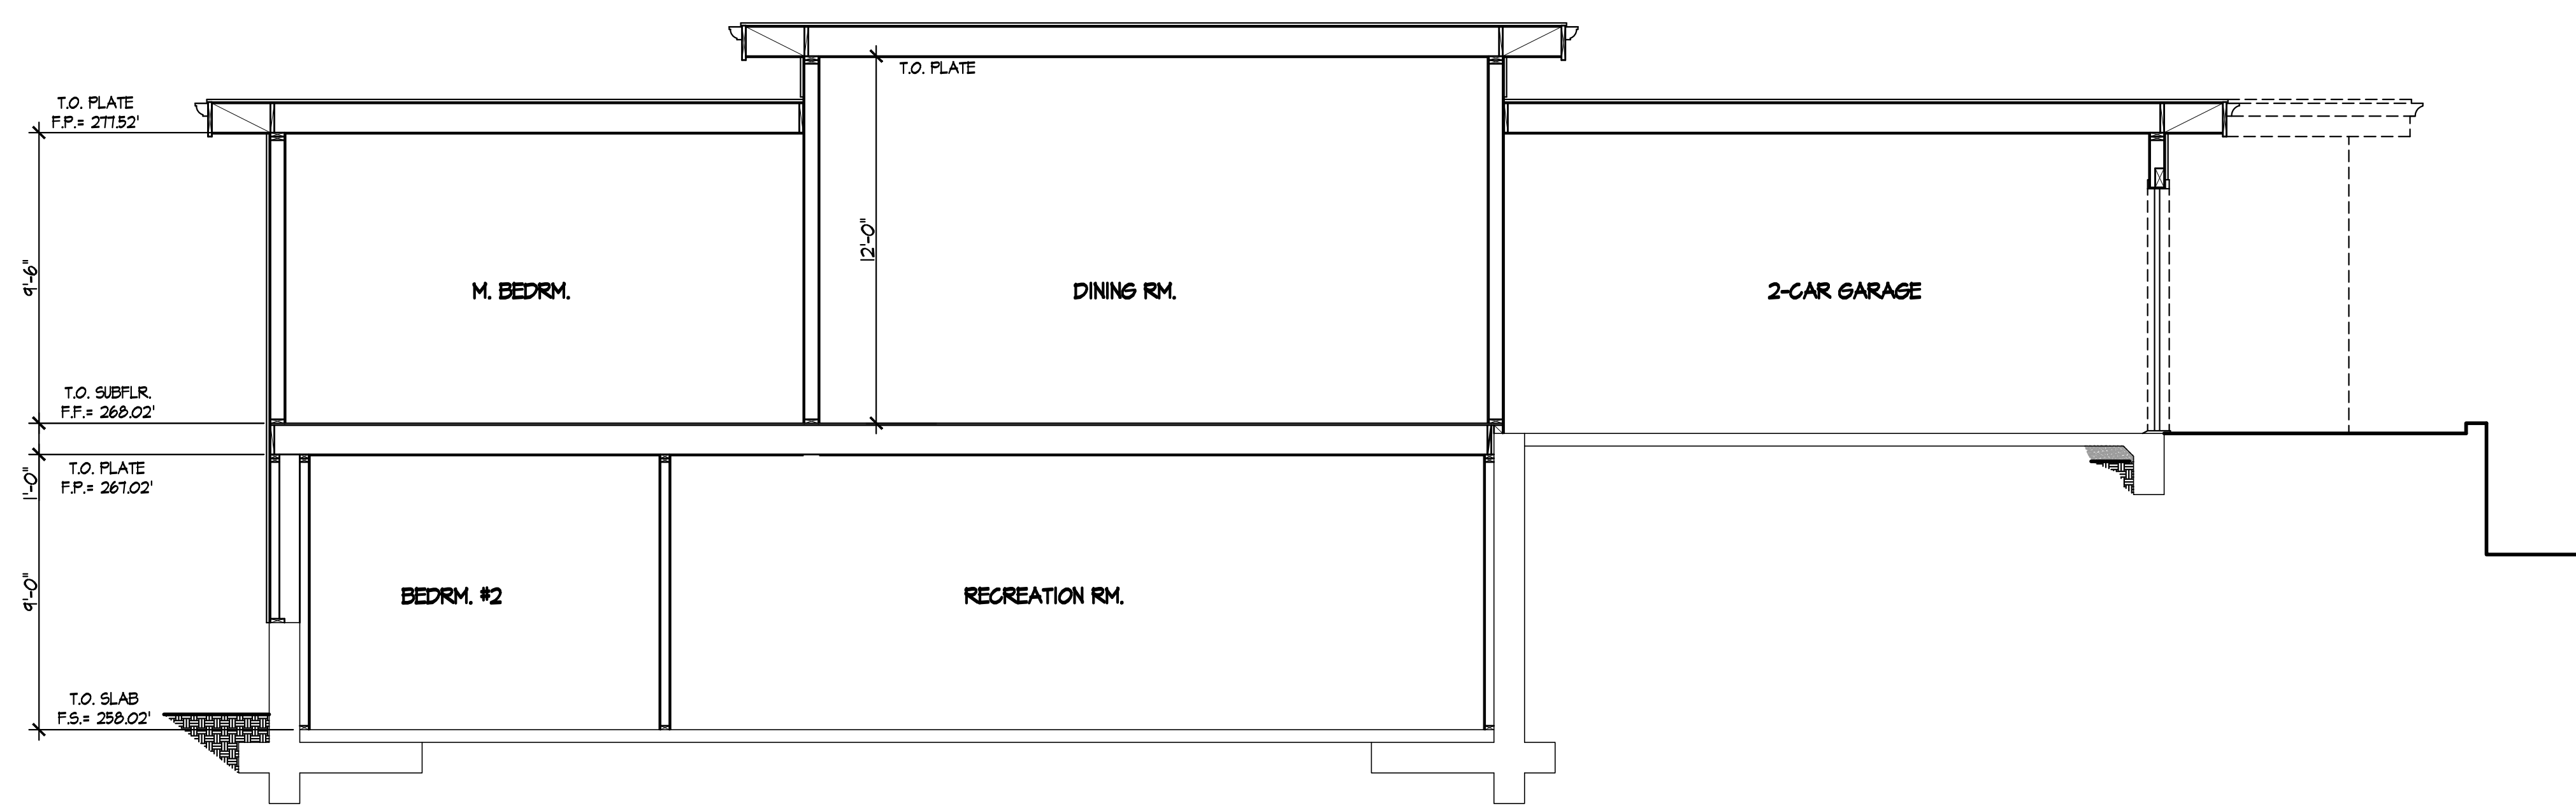 T.O. PLATE
T.O. PLATE
F.P.= 277.52'
9'-6"
12'-0"
M. BEDRM.
DINING RM.
2-CAR GARAGE
T.O. SUBFLR.
F.F.= 268.02'
T.O. PLATE
F.P.= 267.02'
1'-0"
9'-0"
BEDRM. #2
RECREATION RM.
T.O. SLAB
F.S.= 258.02'